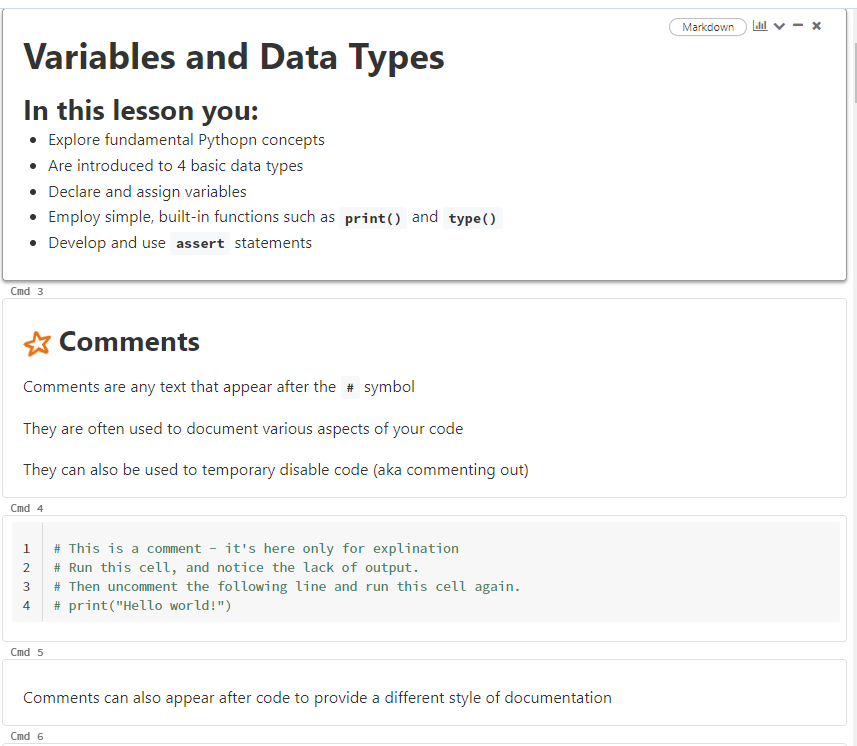 Markdown
Variables and Data Types
In this lesson you:
Explore fundamental Pythopn concepts
Are introduced to 4 basic data types
Declare and assign variables
Employ simple, built-in functions such as print() and type()
Develop and use assert statements
Cmd 3
Comments
Comments are any text that appear after the # symbol
They are often used to document various aspects of your code
They can also be used to temporary disable code (aka commenting out)
Cmd 4
1 # This is a comment - it's here only for explination
2 # Run this cell, and notice the lack of output.
3 # Then uncomment the following line and run this cell again.
4 # print("Hello world!")
Cmd 5
Comments can also appear after code to provide a different style of documentation
Cmd 6